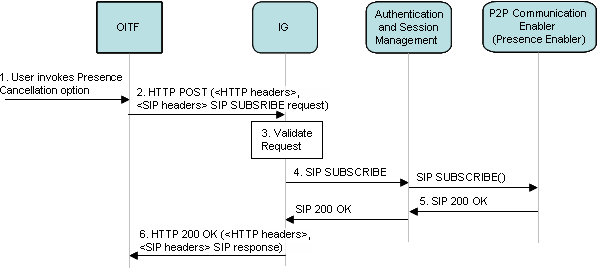 OITF
IG
Authentication
and Session
Management
P2P Communication
Enabler
(Presence Enabler)
1. User invokes Presence
Cancellation option
2. HTTP POST (<HTTP headers>,
<SIP headers> SIP SUBSRIBE request)
3. Validate
Request
4. SIP SUBSCRIBE
SIP SUBSCRIBE()
5. SIP 200 OK
SIP 200 OK
6. HTTP 200 OK (<HTTP headers>,
<SIP headers> SIP response)